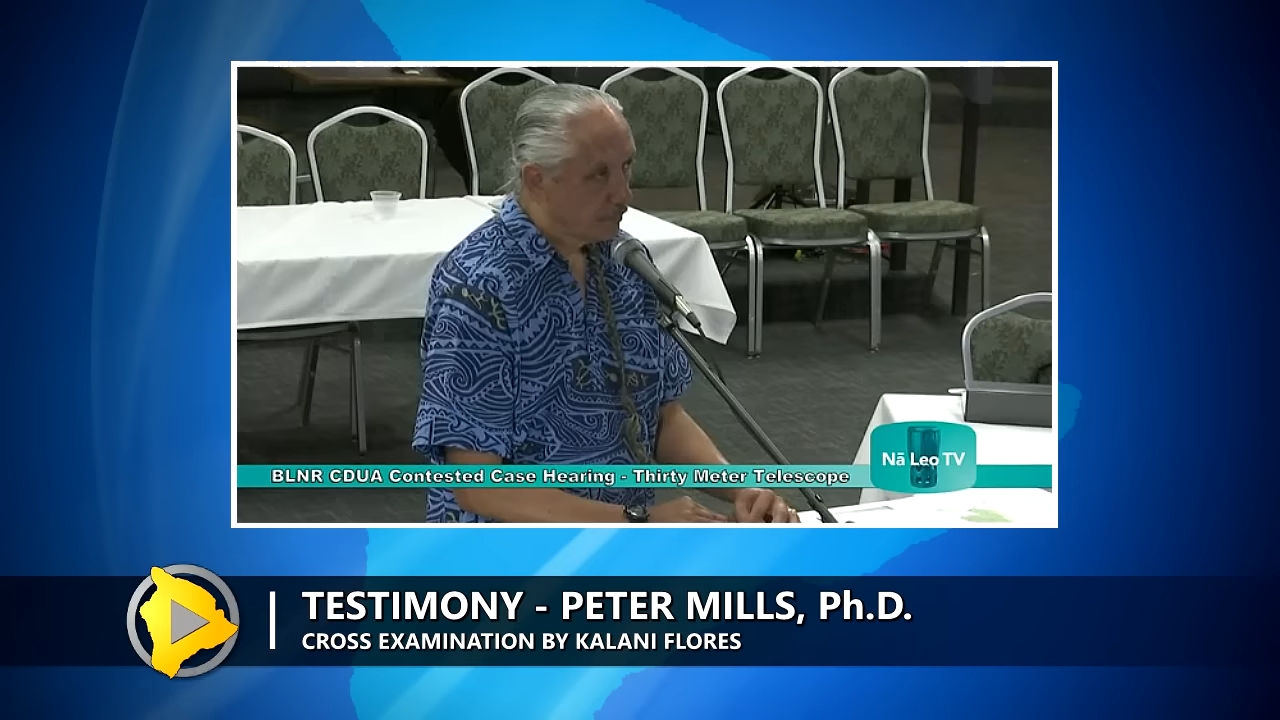 BLNR CDUA Contested Case Hearing - Thirty Meter Telescope
Nā Leo TV
TESTIMONY - PETER MILLS, Ph.D.
CROSS EXAMINATION BY KALANI FLORES